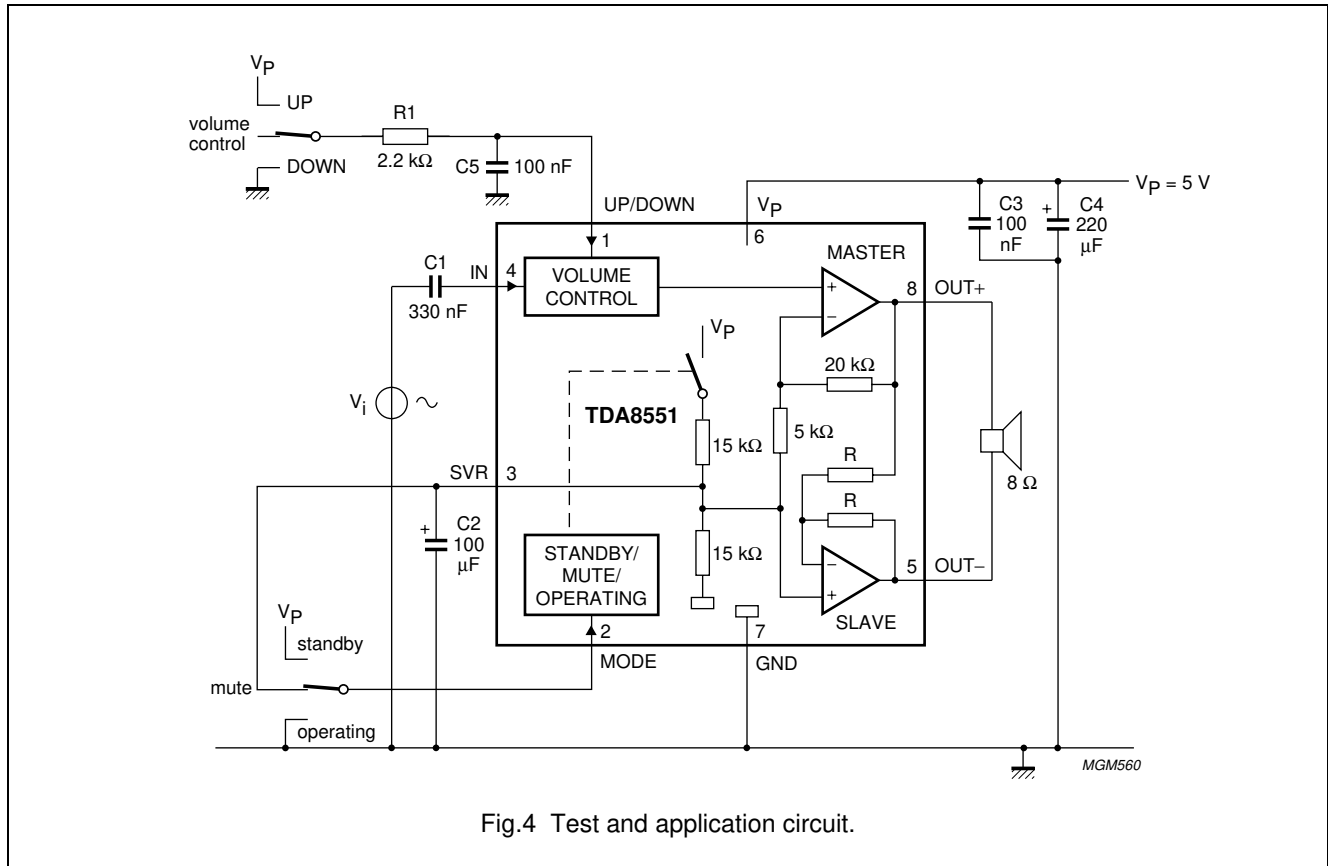 VP
UP
volume
control
DOWN
R1
2.2 kΩ
C5
100 nF
UP/DOWN
1
VP
6
C3
100
nF
+
C4
220
μF
VP = 5 V
C1
330 nF
IN
4
VOLUME
CONTROL
MASTER
+
−
8
OUT+
VP
20 kΩ
Vi
TDA8551
15 kΩ
5 kΩ
R
R
8 Ω
SVR
3
+
C2
100
μF
STANDBY/
MUTE/
OPERATING
15 kΩ
−
+
SLAVE
5
OUT−
VP
standby
mute
operating
2
MODE
7
GND
MGM560
Fig.4 Test and application circuit.